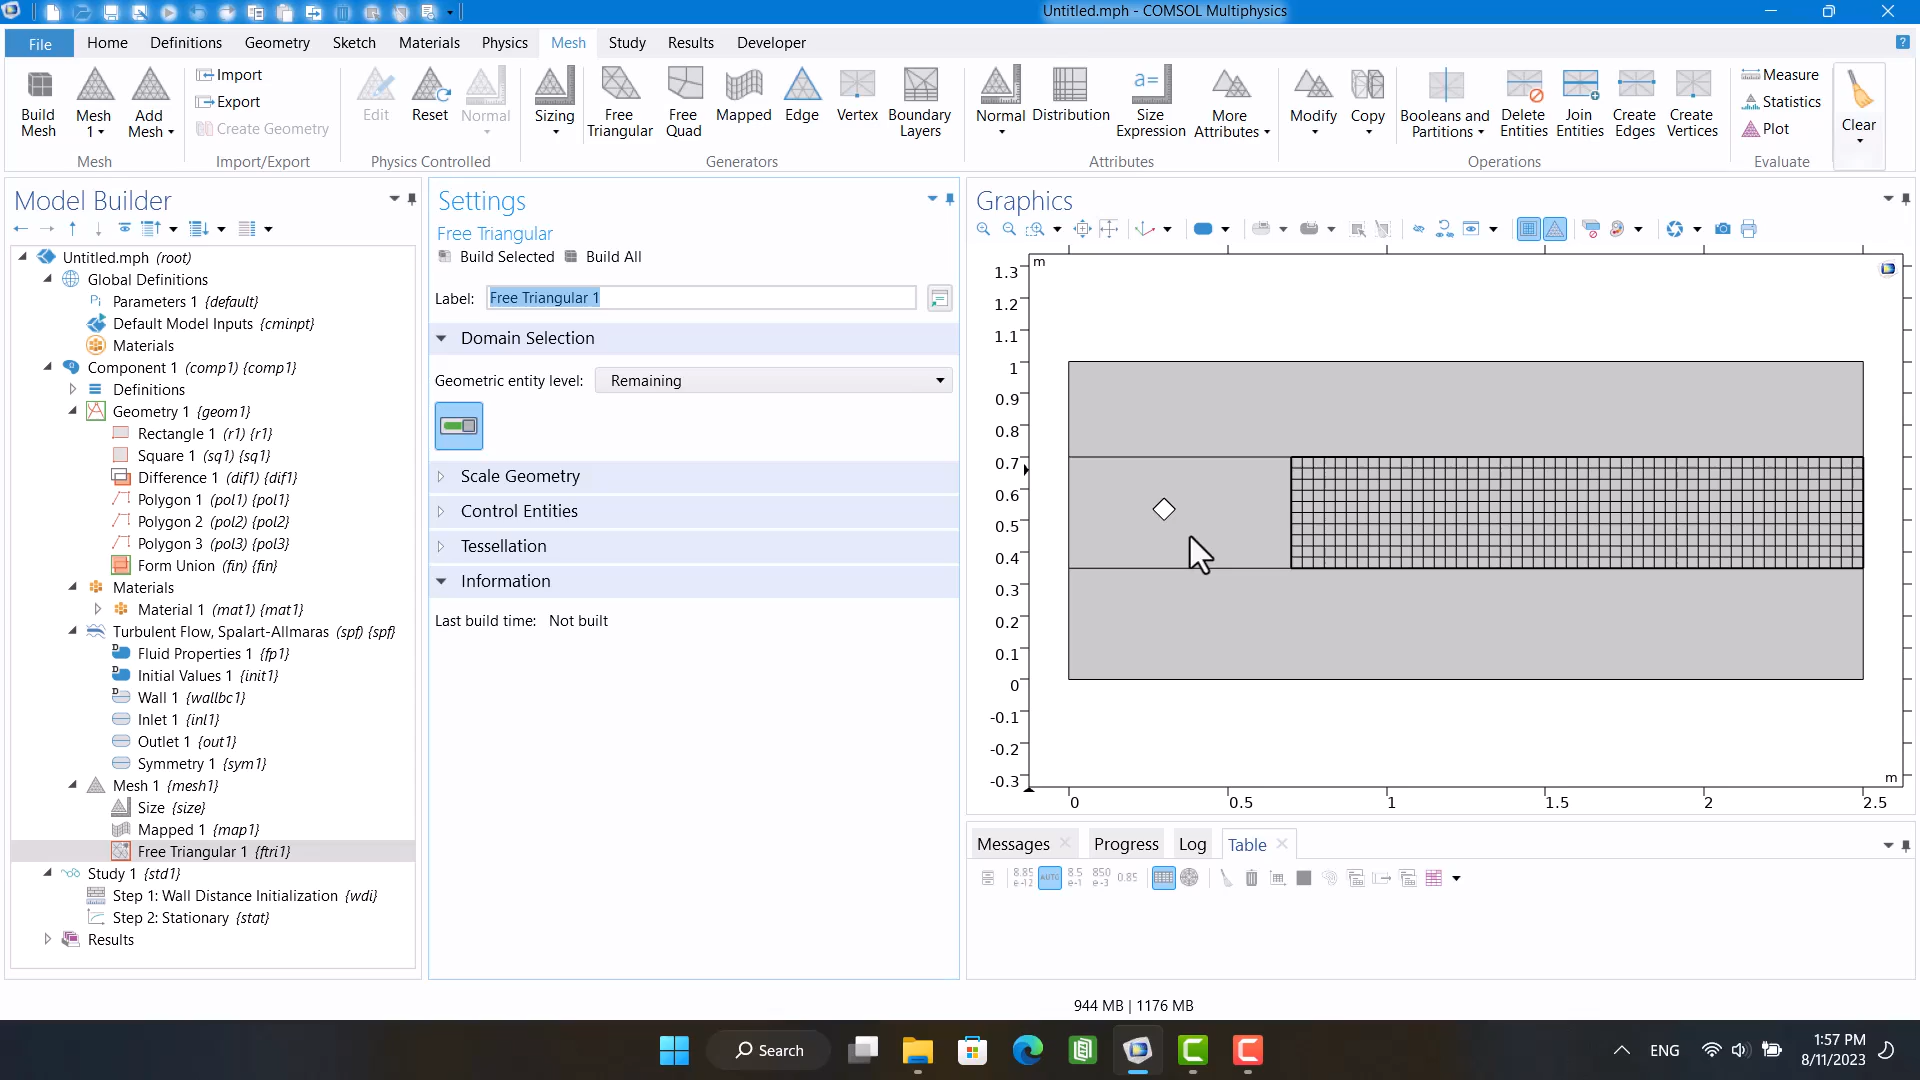 Untitled.mph - COMSOL Multiphysics
File Home Definitions Geometry Sketch Materials Physics Mesh Study Results Developer
Build Mesh
Mesh 1
Add Mesh
Mesh
Import
Export
Create Geometry
Import/Export
Edit
Reset
Normal
Physics Controlled
Sizing
Free Triangular
Free Quad
Mapped
Edge
Vertex
Boundary Layers
Generators
Normal
Distribution
a=
Size Expression
More Attributes
Attributes
Modify
Copy
Booleans and Partitions
Delete Entities
Join Entities
Create Edges
Create Vertices
Operations
Measure
Statistics
Plot
Evaluate
Clear
Model Builder
Untitled.mph (root)
Global Definitions
Pi Parameters 1 {default}
Default Model Inputs {cminpt}
Materials
Component 1 (comp1) {comp1}
Definitions
Geometry 1 {geom1}
Rectangle 1 (r1) {r1}
Square 1 (sq1) {sq1}
Difference 1 (dif1) {dif1}
Polygon 1 (pol1) {pol1}
Polygon 2 (pol2) {pol2}
Polygon 3 (pol3) {pol3}
Form Union (fin) {fin}
Materials
Material 1 (mat1) {mat1}
Turbulent Flow, Spalart-Allmaras (spf) {spf}
Fluid Properties 1 {fp1}
Initial Values 1 {init1}
Wall 1 {wallbc1}
Inlet 1 {inl1}
Outlet 1 {out1}
Symmetry 1 {sym1}
Mesh 1 {mesh1}
Size {size}
Mapped 1 {map1}
Free Triangular 1 {ftri1}
Study 1 {std1}
Step 1: Wall Distance Initialization {wdi}
Step 2: Stationary {stat}
Results
Settings
Free Triangular
Build Selected Build All
Label: Free Triangular 1
Domain Selection
Geometric entity level: Remaining
Scale Geometry
Control Entities
Tessellation
Information
Last build time: Not built
Graphics
m
1.3
1.2
1.1
1
0.9
0.8
0.7
0.6
0.5
0.4
0.3
0.2
0.1
0
-0.1
-0.2
-0.3
m
0 0.5 1 1.5 2 2.5
Messages Progress Log Table
8.85 e-12 AUTO 8.5 e-1 850 e-3 0.85
944 MB | 1176 MB
Search
ENG
1:57 PM
8/11/2023